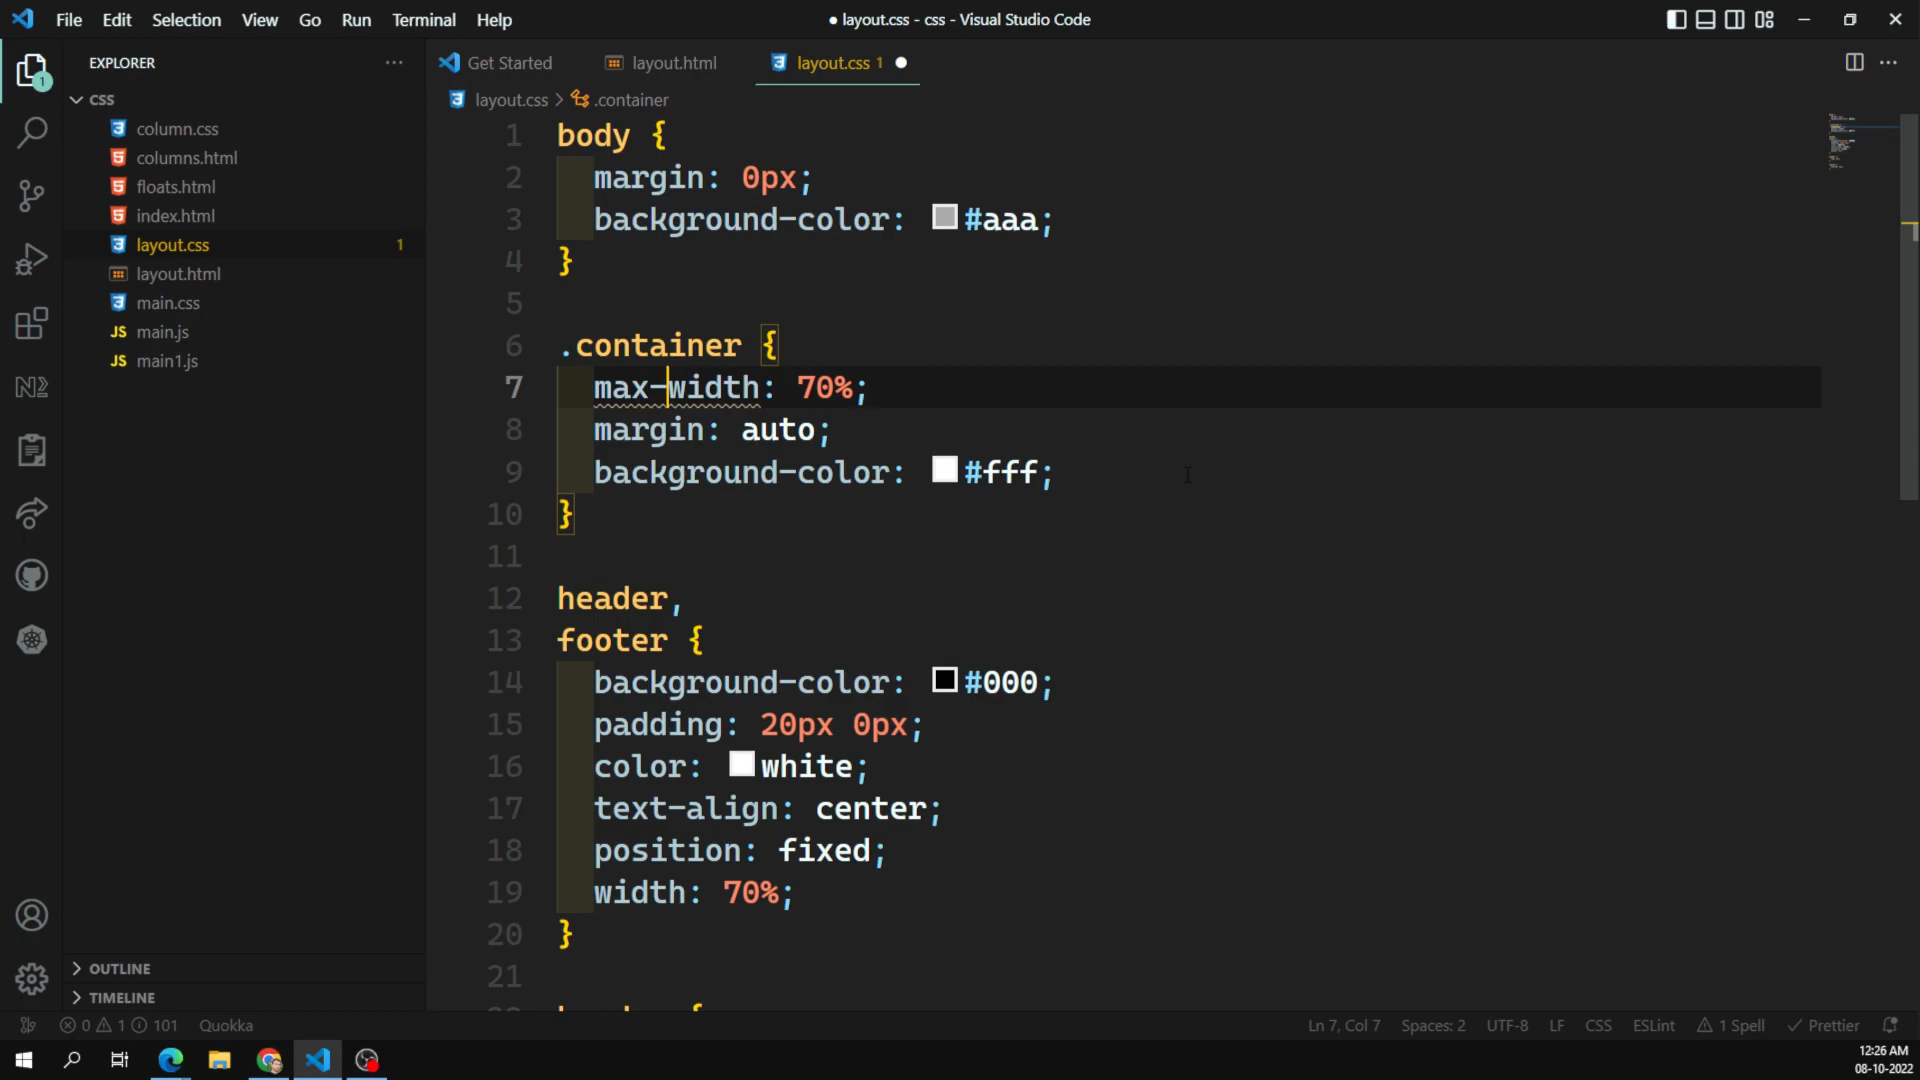 File Edit Selection View Go Run Terminal Help
● layout.css - css - Visual Studio Code
EXPLORER
CSS
column.css
columns.html
floats.html
index.html
layout.css 1
layout.html
main.css
JS main.js
JS main1.js
OUTLINE
TIMELINE
Get Started
layout.html
layout.css 1
layout.css > .container
1 body {
2 margin: 0px;
3 background-color: #aaa;
4 }
5
6 .container {
7 max-width: 70%;
8 margin: auto;
9 background-color: #fff;
10 }
11
12 header,
13 footer {
14 background-color: #000;
15 padding: 20px 0px;
16 color: white;
17 text-align: center;
18 position: fixed;
19 width: 70%;
20 }
21
0 1 101 Quokka
Ln 7, Col 7 Spaces: 2 UTF-8 LF CSS ESLint 1 Spell Prettier
12:26 AM
08-10-2022